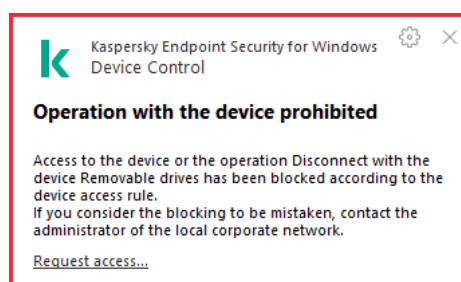 Kaspersky Endpoint Security for Windows
Device Control
Operation with the device prohibited
Access to the device or the operation Disconnect with the
device Removable drives has been blocked according to the
device access rule.
If you consider the blocking to be mistaken, contact the
administrator of the local corporate network.
Request access...